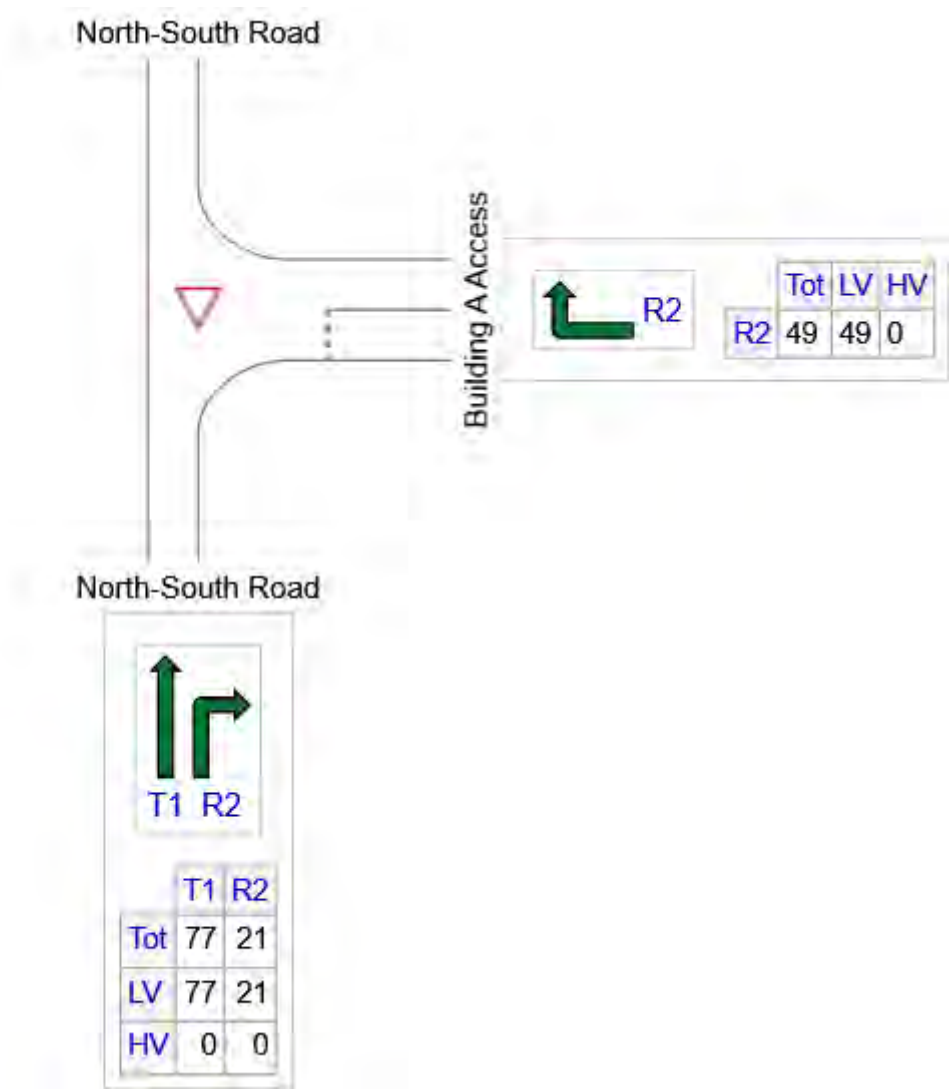 North-South Road
Building A Access
R2
Tot LV HV
R2 49 49 0
North-South Road
T1 R2
T1 R2
Tot 77 21
LV 77 21
HV 0 0